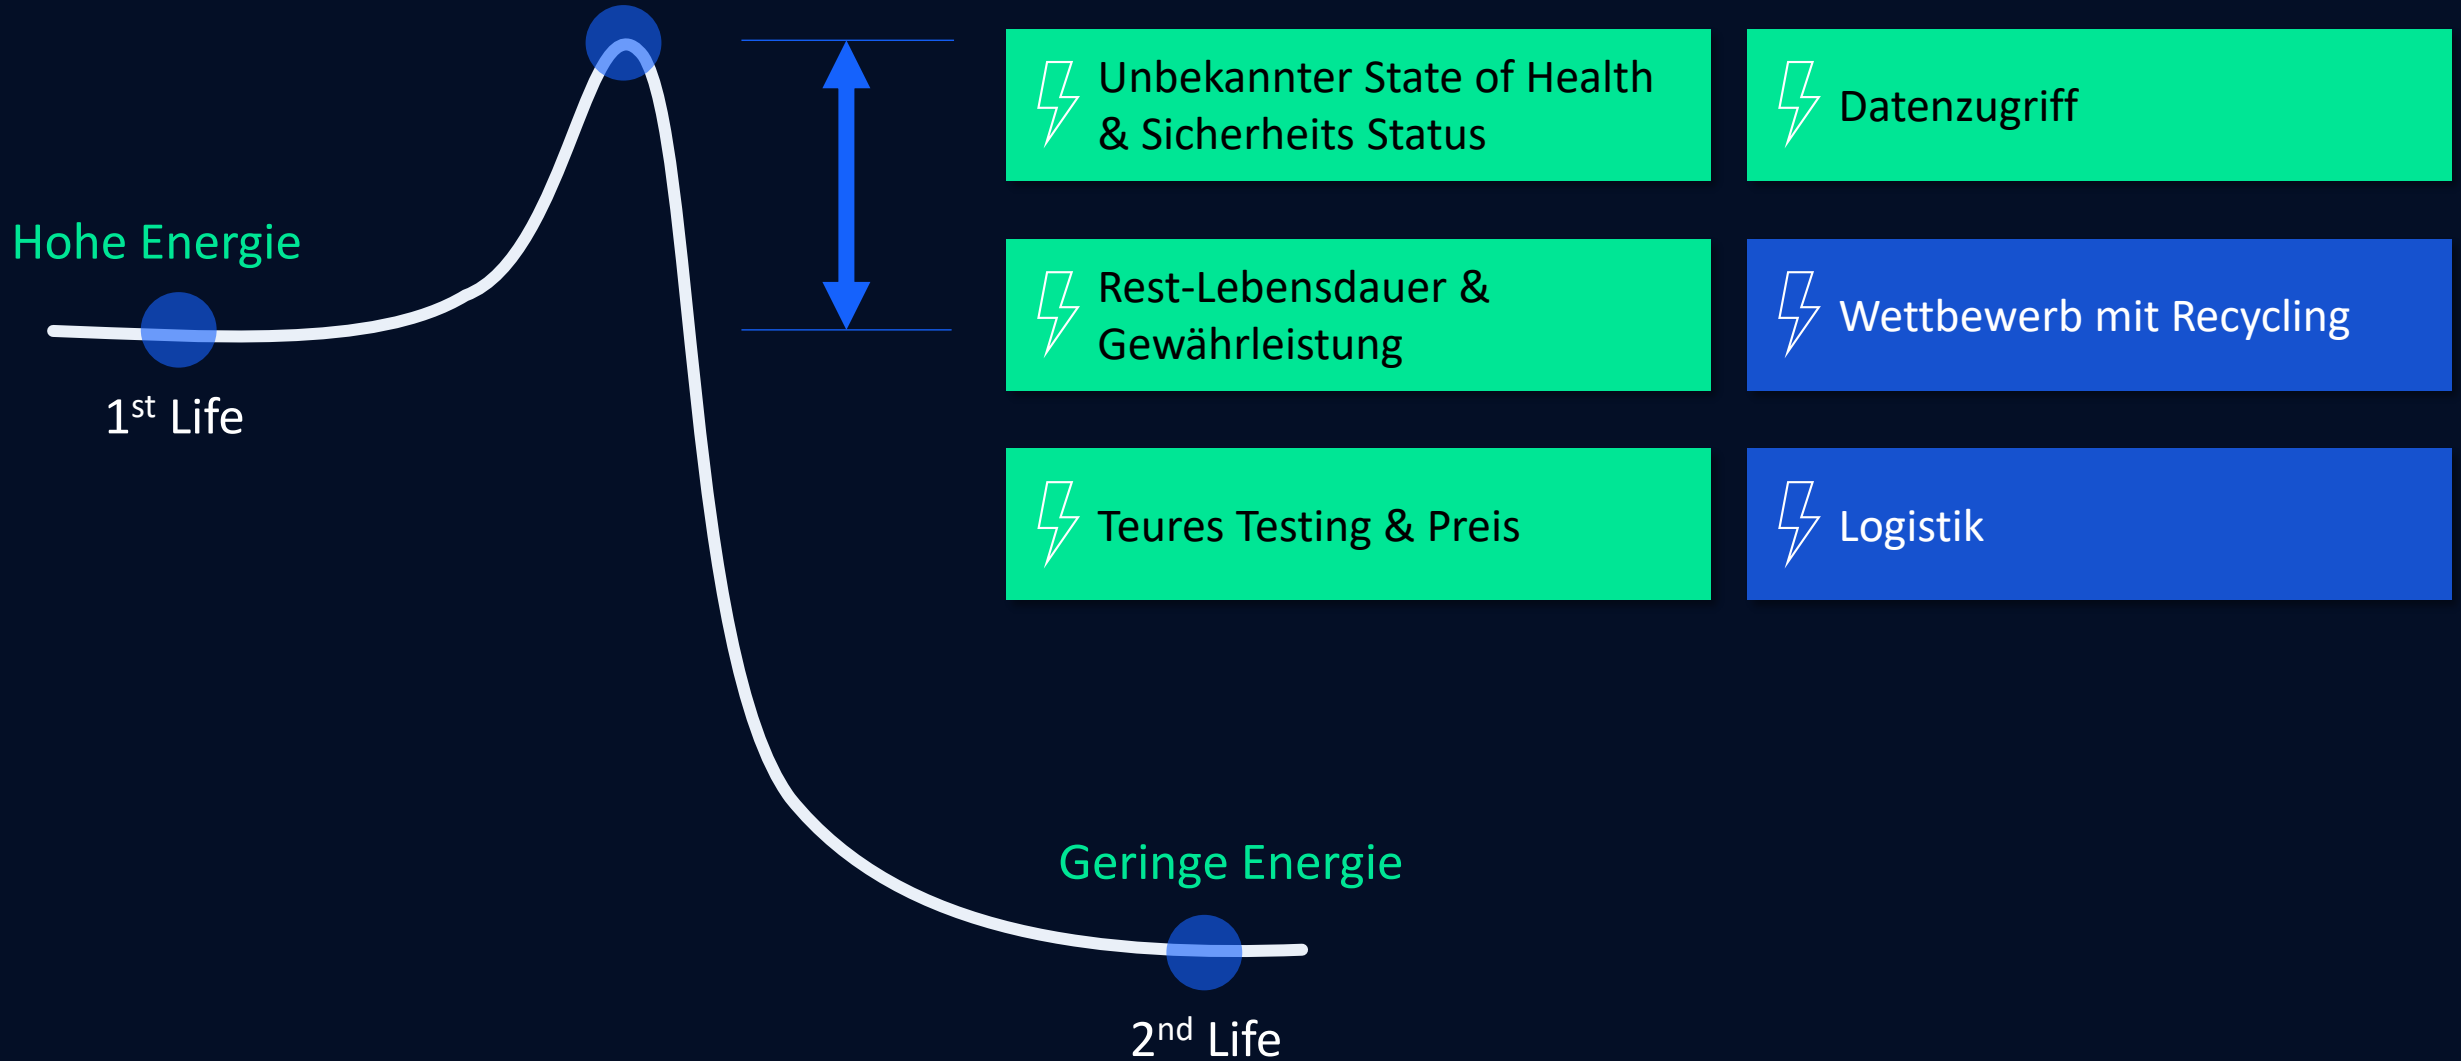 Unbekannter State of Health
& Sicherheits Status
Datenzugriff
Hohe Energie
Rest-Lebensdauer &
Gewährleistung
Wettbewerb mit Recycling
1st Life
Teures Testing & Preis
Logistik
Geringe Energie
2nd Life